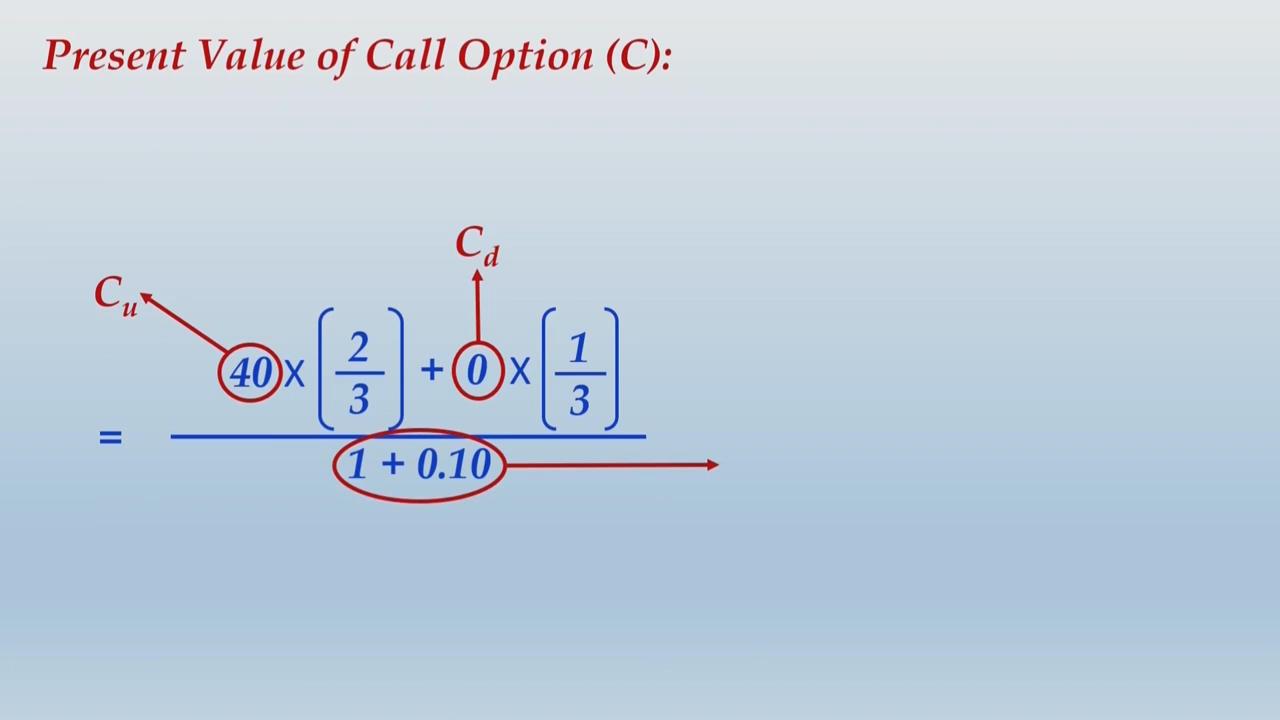 Present Value of Call Option (C):
C_d
C_u
= 40 X (2/3) + 0 X (1/3)
1 + 0.10